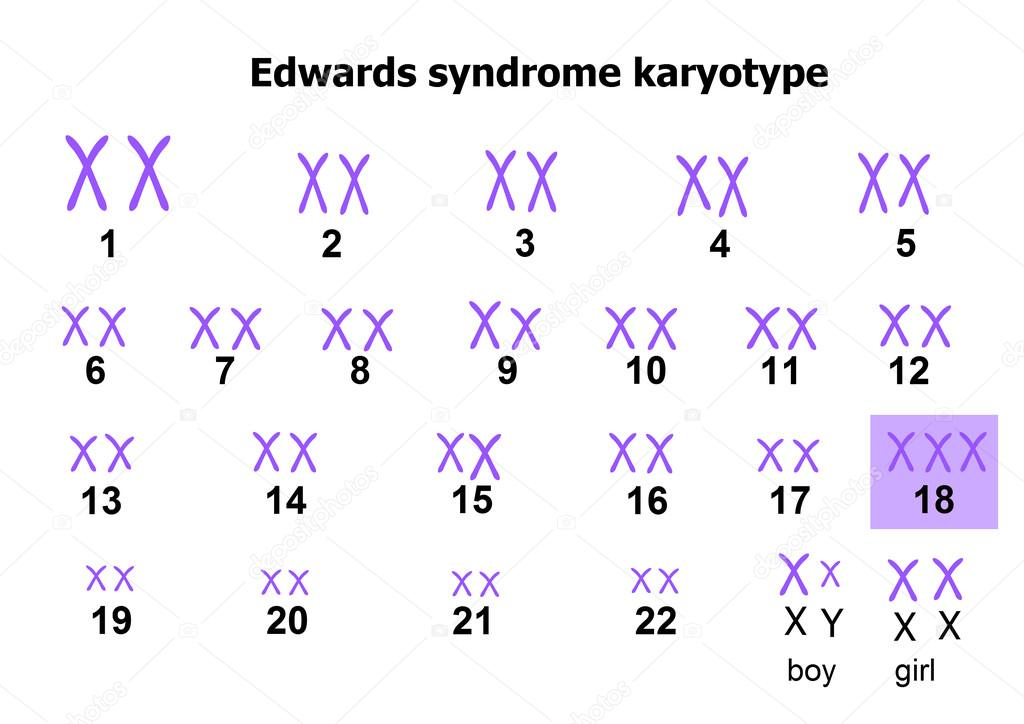 Edwards syndrome karyotype
1 2 3 4 5
6 7 8 9 10 11 12
13 14 15 16 17 18
19 20 21 22 X Y X X
boy girl
depositphotos